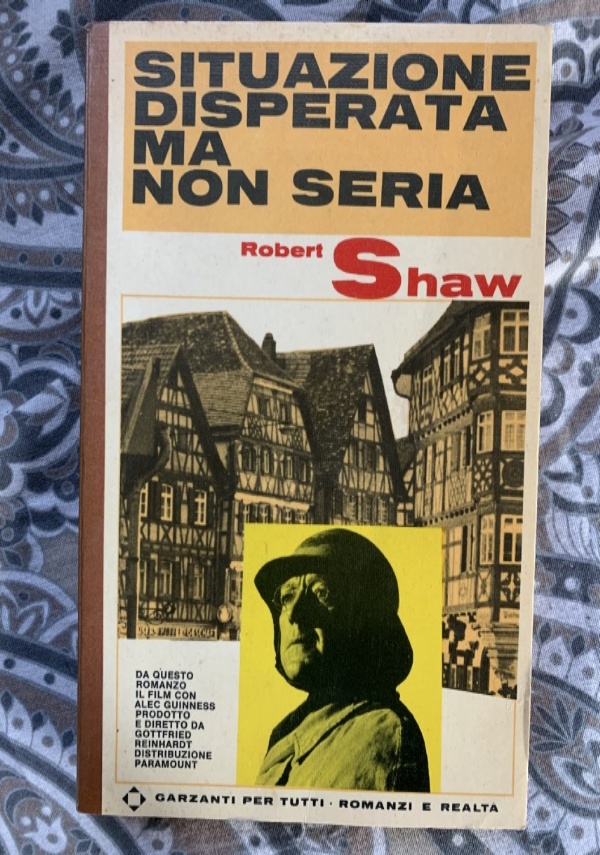 SITUAZIONE
DISPERATA
MA
NON SERIA
Robert Shaw
DA QUESTO
ROMANZO
IL FILM CON
ALEC GUINNESS
PRODOTTO
E DIRETTO DA
GOTTFRIED
REINHARDT
DISTRIBUZIONE
PARAMOUNT
GARZANTI PER TUTTI · ROMANZI E REALTÀ